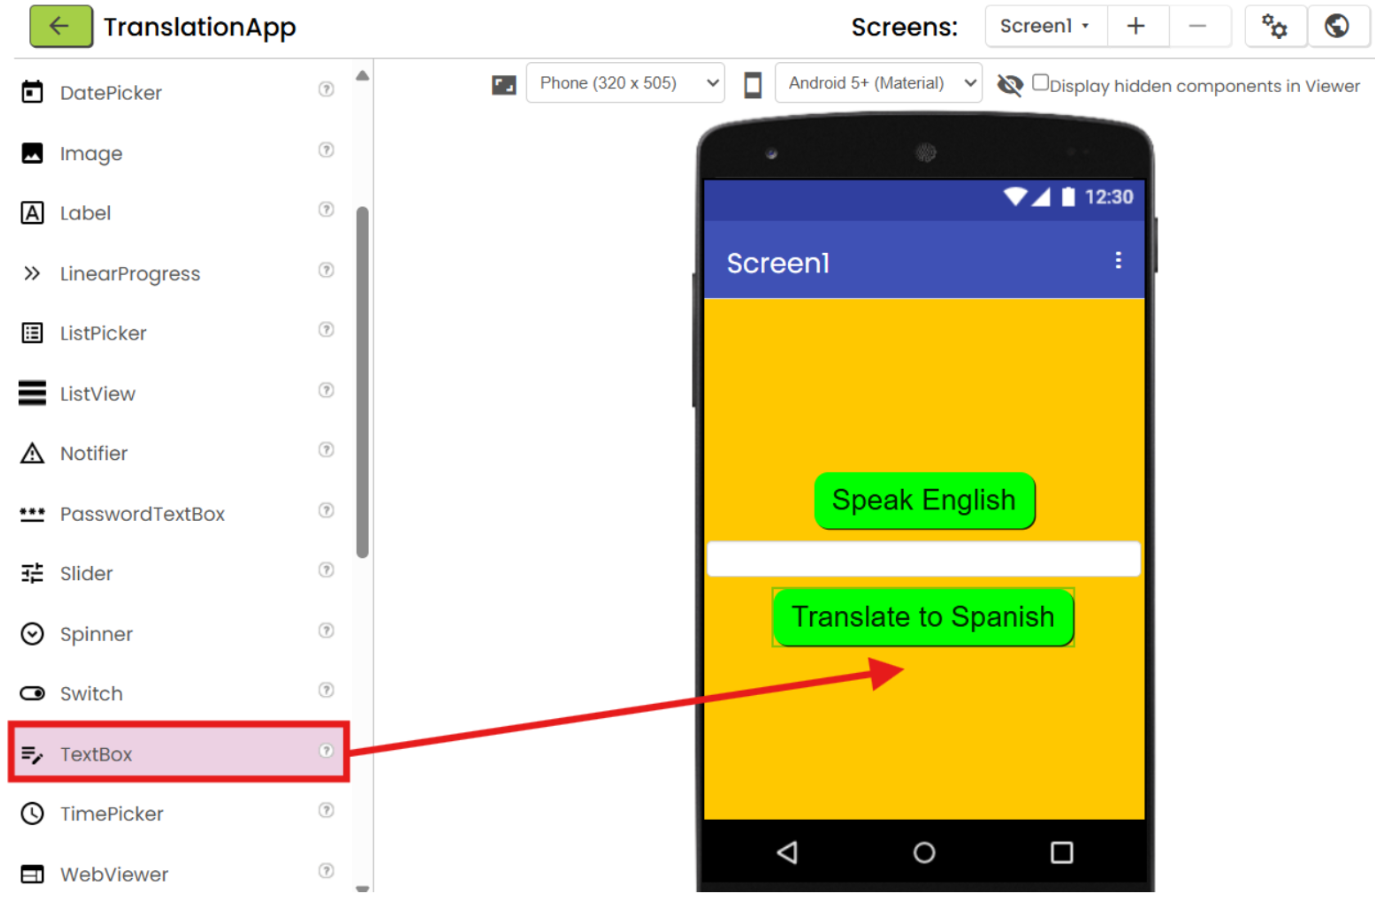 TranslationApp
Screens:
Screen1
DatePicker
Image
Label
LinearProgress
ListPicker
ListView
Notifier
PasswordTextBox
Slider
Spinner
Switch
TextBox
TimePicker
WebViewer
Phone (320 x 505)
Android 5+ (Material)
Display hidden components in Viewer
12:30
Screen1
Speak English
Translate to Spanish